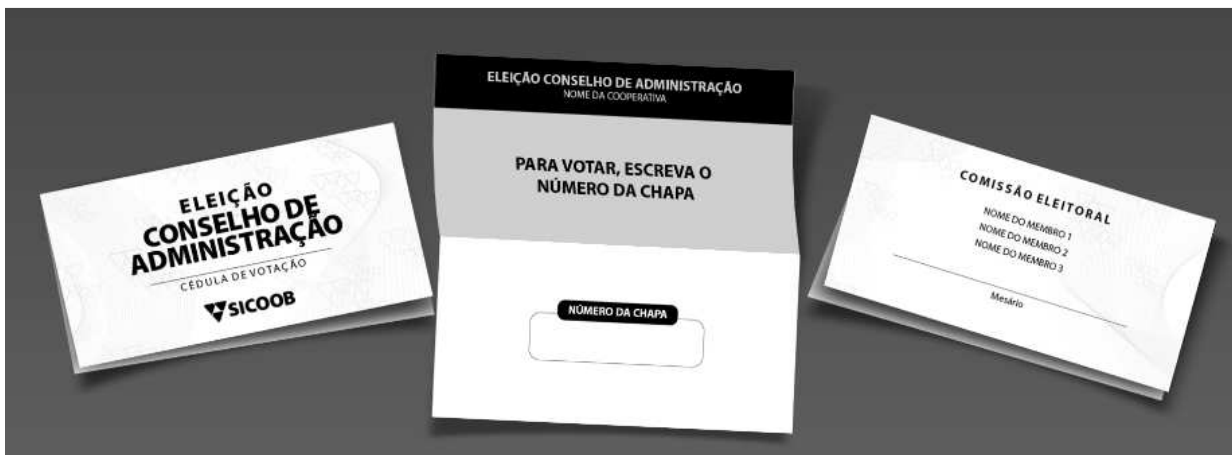 ELEIÇÃO
CONSELHO DE
ADMINISTRAÇÃO
CÉDULA DE VOTAÇÃO
SICOOB
ELEIÇÃO CONSELHO DE ADMINISTRAÇÃO
NOME DA COOPERATIVA
PARA VOTAR, ESCREVA O
NÚMERO DA CHAPA
NÚMERO DA CHAPA
COMISSÃO ELEITORAL
NOME DO MEMBRO 1
NOME DO MEMBRO 2
NOME DO MEMBRO 3
Mesário